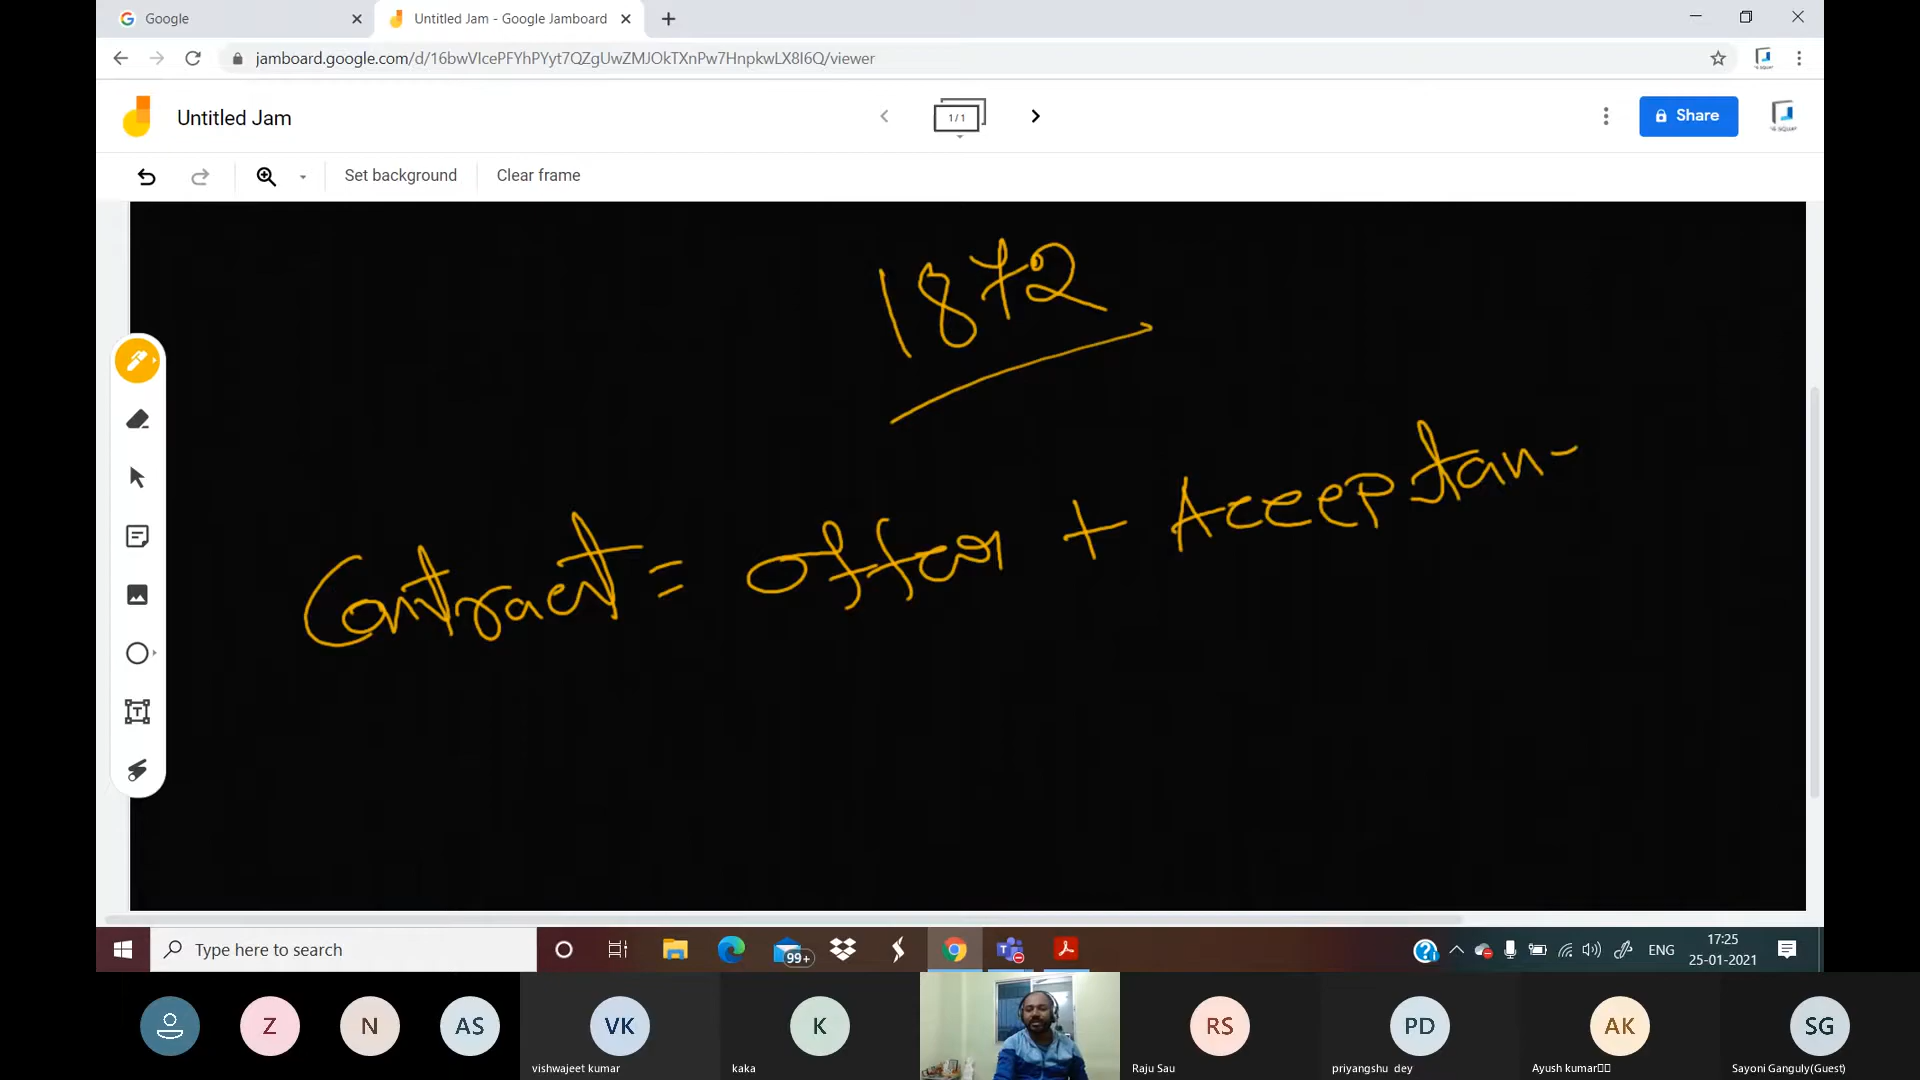 Google
Untitled Jam - Google Jamboard
jamboard.google.com/d/16bwVIcePFYhPYyt7QZgUwZMJOkTXnPw7HnpkwLX8I6Q/viewer
Untitled Jam
1/1
Share
Set background
Clear frame
1872
Contract = offer + Acceeptan-
Type here to search
99+
ENG
17:25
25-01-2021
Z
N
AS
VK
K
RS
PD
AK
SG
vishwajeet kumar
kaka
Raju Sau
priyangshu dey
Ayush kumar
Sayoni Ganguly(Guest)